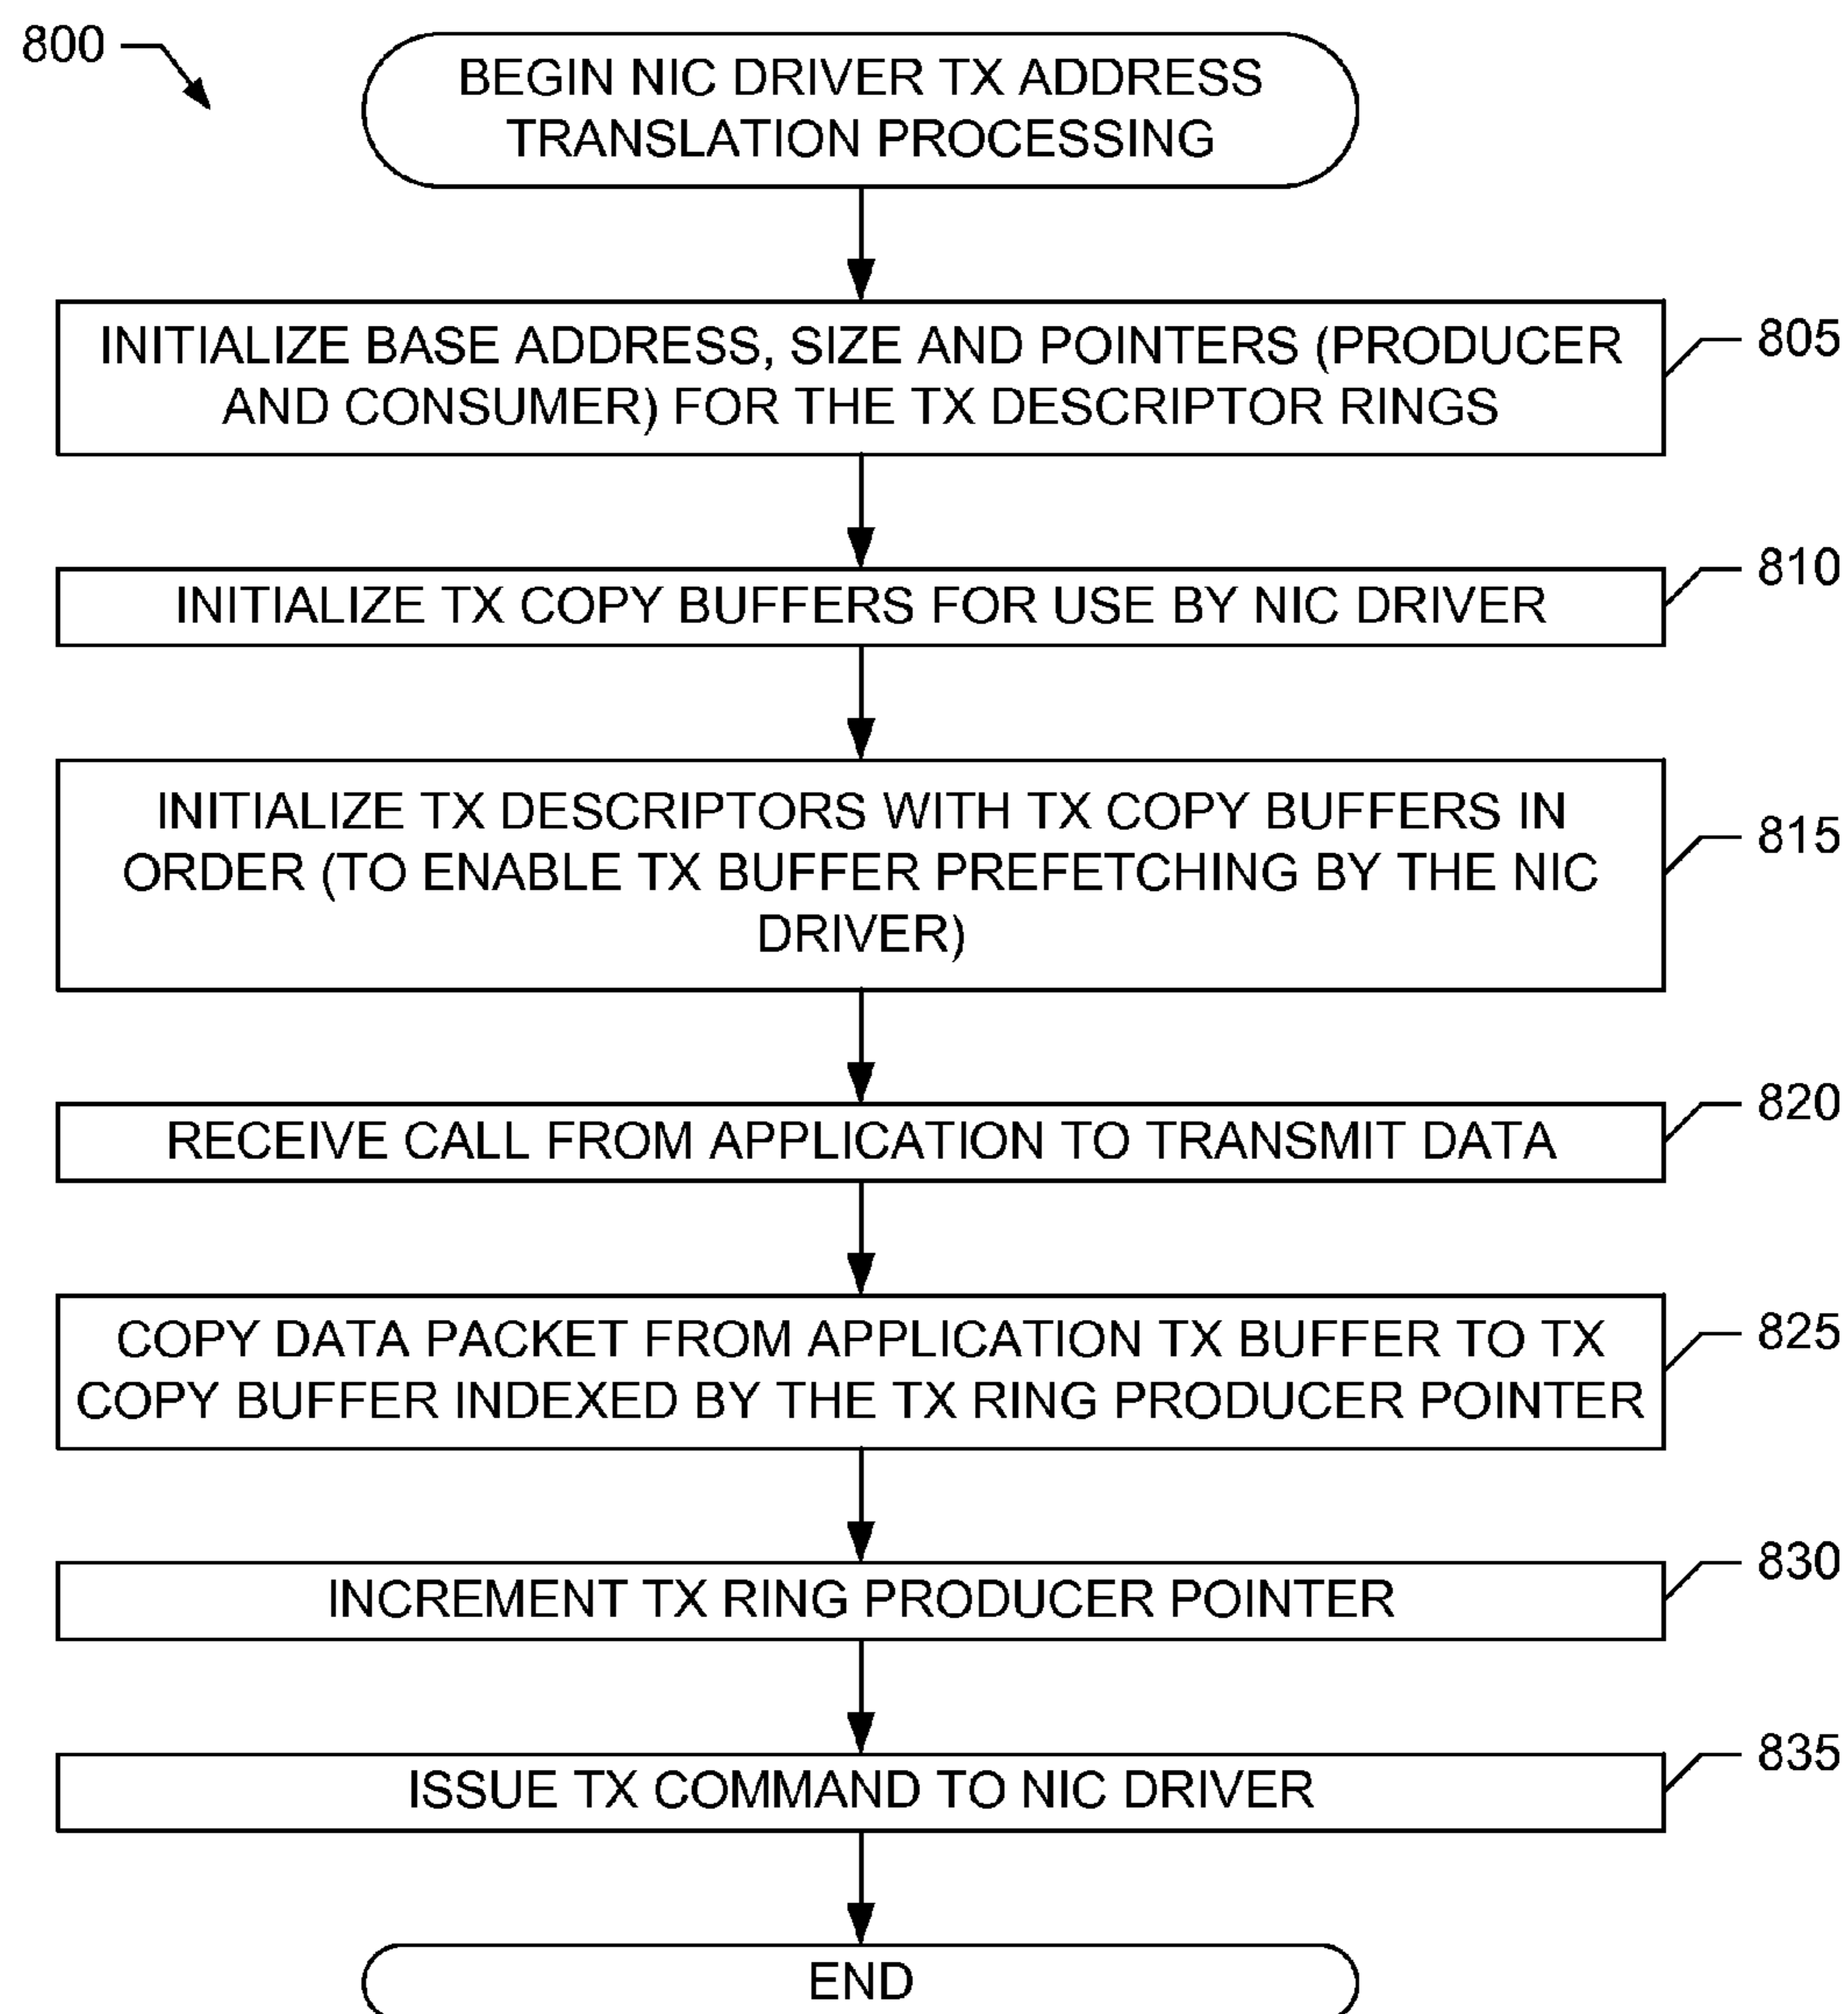 800
BEGIN NIC DRIVER TX ADDRESS
TRANSLATION PROCESSING
INITIALIZE BASE ADDRESS, SIZE AND POINTERS (PRODUCER
AND CONSUMER) FOR THE TX DESCRIPTOR RINGS
805
INITIALIZE TX COPY BUFFERS FOR USE BY NIC DRIVER
810
INITIALIZE TX DESCRIPTORS WITH TX COPY BUFFERS IN
ORDER (TO ENABLE TX BUFFER PREFETCHING BY THE NIC
DRIVER)
815
RECEIVE CALL FROM APPLICATION TO TRANSMIT DATA
820
COPY DATA PACKET FROM APPLICATION TX BUFFER TO TX
COPY BUFFER INDEXED BY THE TX RING PRODUCER POINTER
825
INCREMENT TX RING PRODUCER POINTER
830
ISSUE TX COMMAND TO NIC DRIVER
835
END